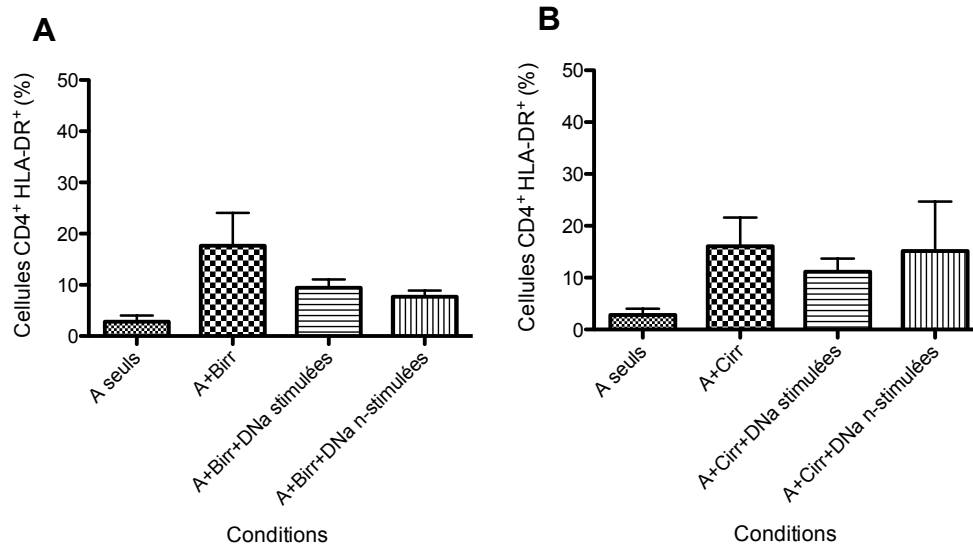 A
Cellules CD4⁺ HLA-DR⁺ (%)
50
40
30
20
10
0
A seuls
A+Birr
A+Birr+DNa stimulées
A+Birr+DNa n-stimulées
Conditions
B
Cellules CD4⁺ HLA-DR⁺ (%)
50
40
30
20
10
0
A seuls
A+Cirr
A+Cirr+DNa stimulées
A+Cirr+DNa n-stimulées
Conditions